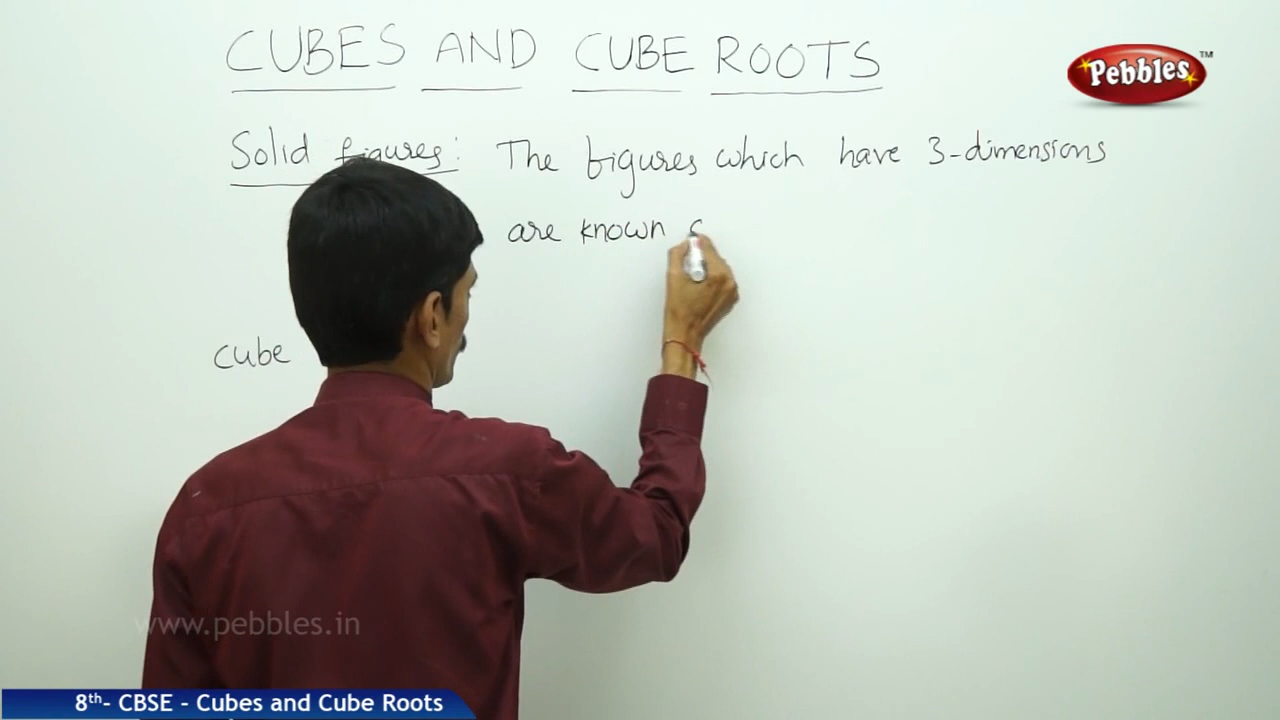 CUBES AND CUBE ROOTS
Pebbles™
Solid figures: The figures which have 3-dimensions
are known
cube
www.pebbles.in
8th- CBSE - Cubes and Cube Roots